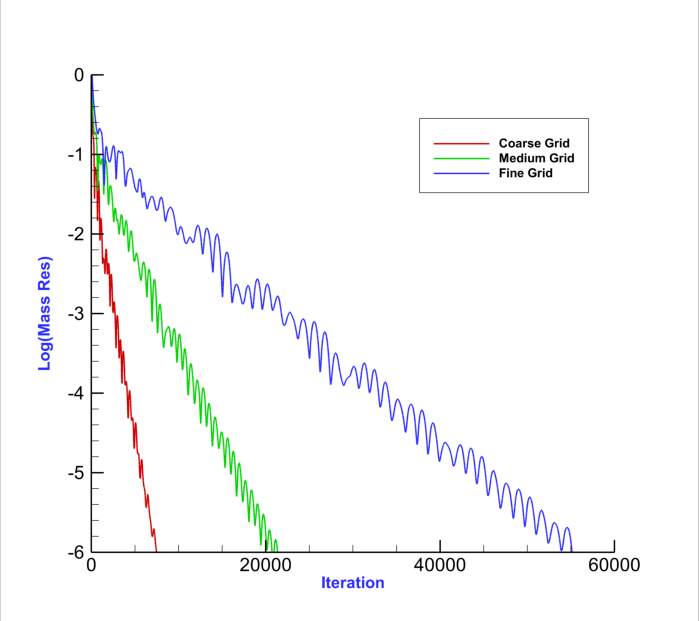 0
-1
-2
-3
-4
-5
-6
Log(Mass Res)
Coarse Grid
Medium Grid
Fine Grid
0 20000 40000 60000
Iteration